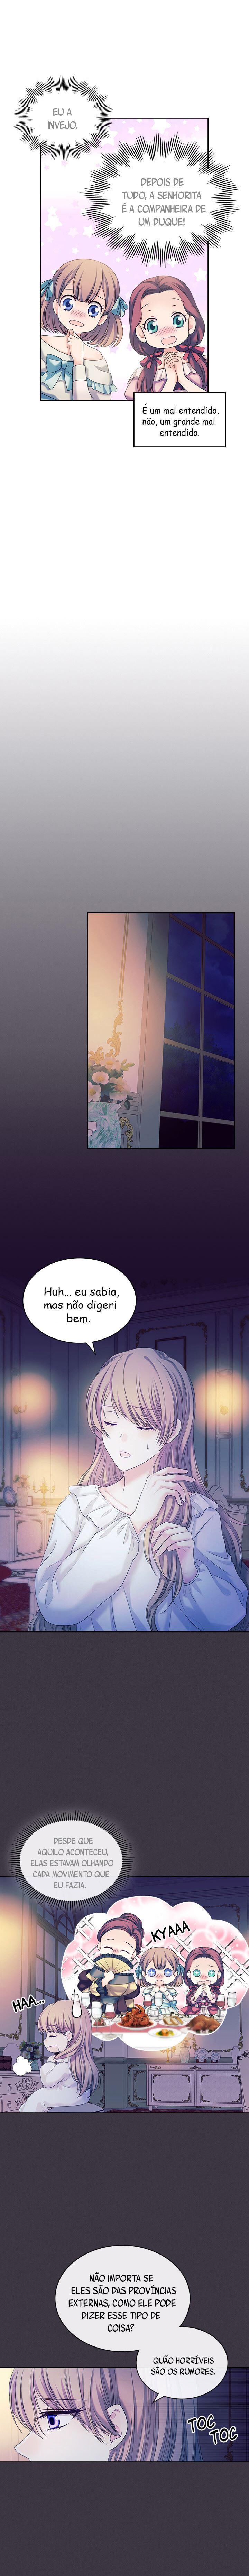 EU A
INVEJO.
DEPOIS DE
TUDO, A SENHORITA
É A COMPANHEIRA DE
UM DUQUE!
É um mal entendido,
não, um grande mal
entendido.
Huh... eu sabia,
mas não digeri
bem.
DESDE QUE
AQUILO ACONTECEU,
ELAS ESTAVAM OLHANDO
CADA MOVIMENTO QUE
EU FAZIA.
KYAAA
HAA...
NÃO IMPORTA SE
ELES SÃO DAS PROVÍNCIAS
EXTERNAS, COMO ELE PODE
DIZER ESSE TIPO DE
COISA?
QUÃO HORRÍVEIS
SÃO OS RUMORES.
TOC
TOC